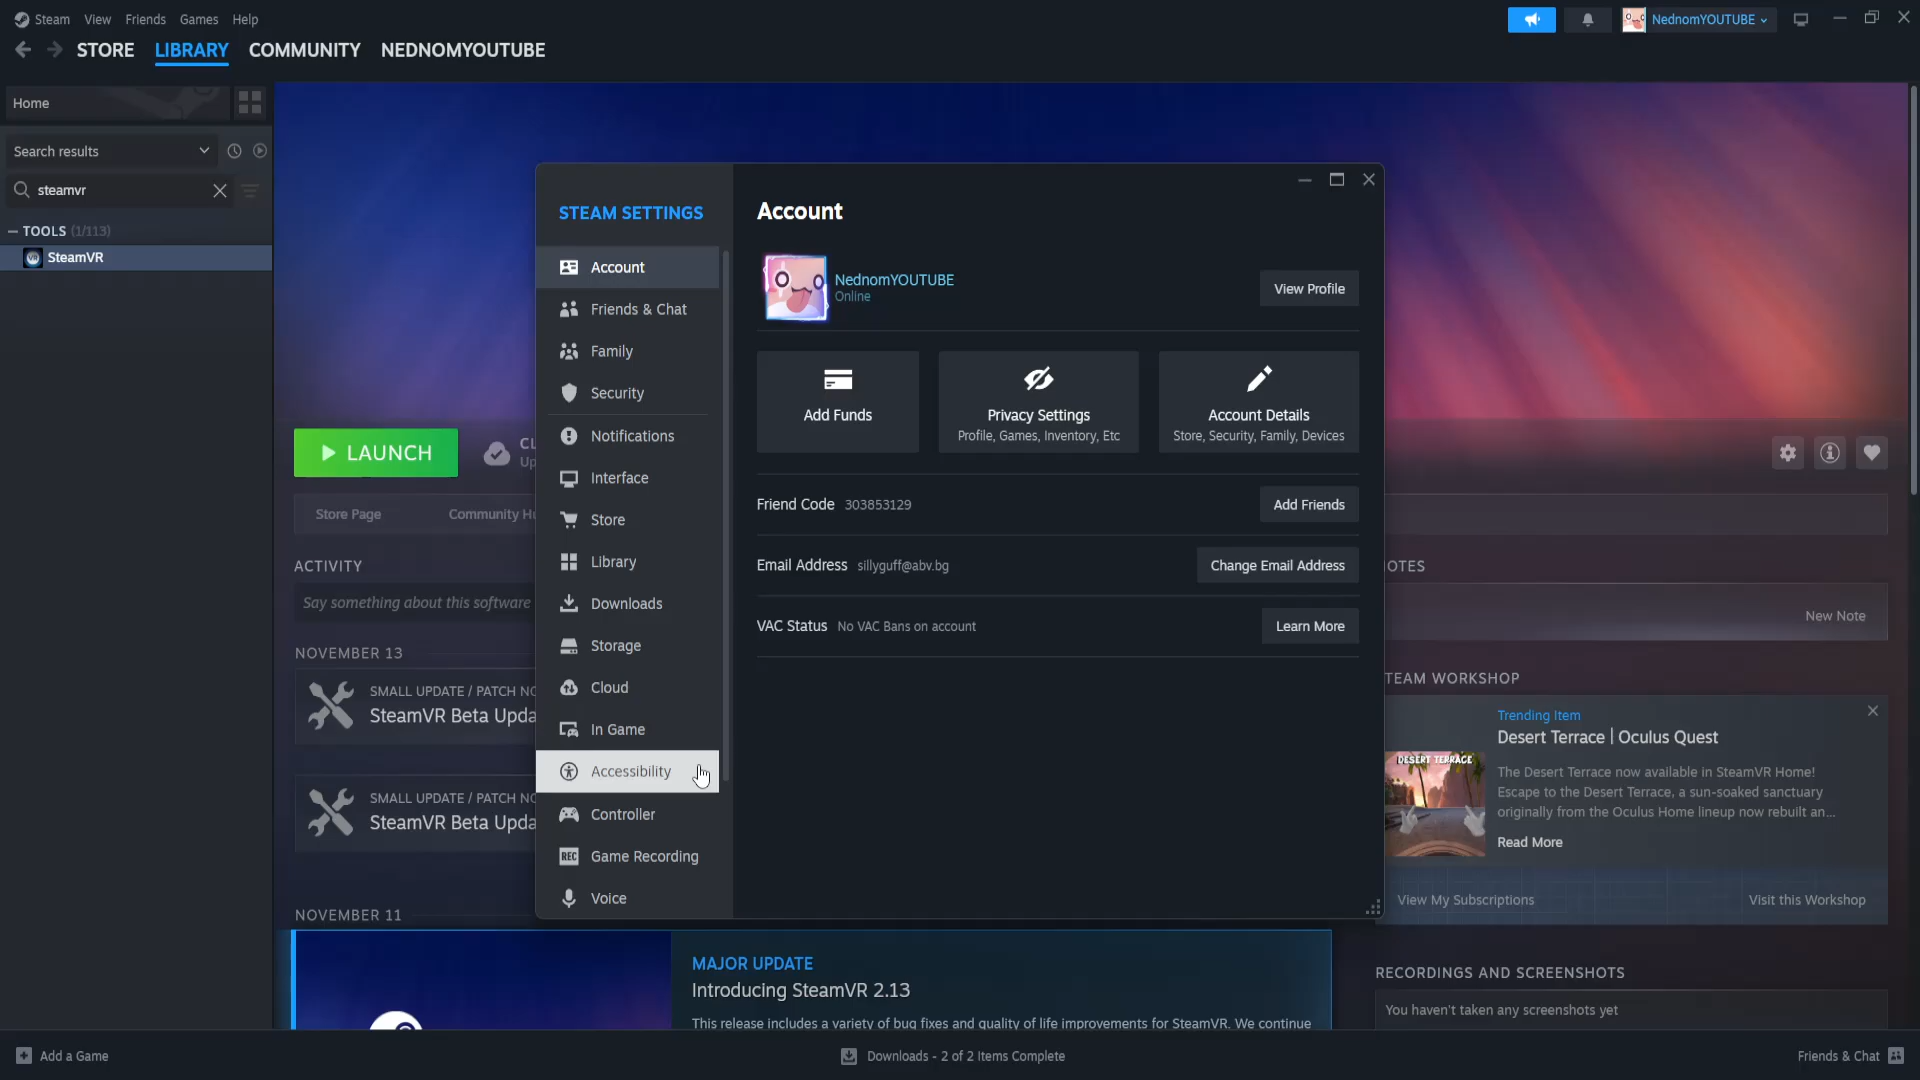 Steam View Friends Games Help
NednomYOUTUBE
STORE LIBRARY COMMUNITY NEDNOMYOUTUBE
Home
Search results
steamvr
TOOLS (1/113)
SteamVR
LAUNCH
Store Page
ACTIVITY
Say something about this software
NOVEMBER 13
SMALL UPDATE / PATCH
SteamVR Beta
SMALL UPDATE / PATCH
SteamVR Beta
NOVEMBER 11
MAJOR UPDATE
Introducing SteamVR 2.13
This release includes a variety of bug fixes and quality of life improvements for SteamVR. We continue
STEAM SETTINGS
Account
Friends & Chat
Family
Security
Notifications
Interface
Store
Library
Downloads
Storage
Cloud
In Game
Accessibility
Controller
REC Game Recording
Voice
Account
NednomYOUTUBE
Online
View Profile
Add Funds
Privacy Settings
Profile, Games, Inventory, Etc
Account Details
Store, Security, Family, Devices
Friend Code 303853129
Add Friends
Email Address sillyguff@abv.bg
Change Email Address
VAC Status No VAC Bans on account
Learn More
OTES
New Note
TEAM WORKSHOP
Trending Item
Desert Terrace | Oculus Quest
DESERT TERRACE
The Desert Terrace now available in SteamVR Home!
Escape to the Desert Terrace, a sun-soaked sanctuary
originally from the Oculus Home lineup now rebuilt an...
Read More
View My Subscriptions
Visit this Workshop
RECORDINGS AND SCREENSHOTS
You haven't taken any screenshots yet
Add a Game
Downloads - 2 of 2 Items Complete
Friends & Chat